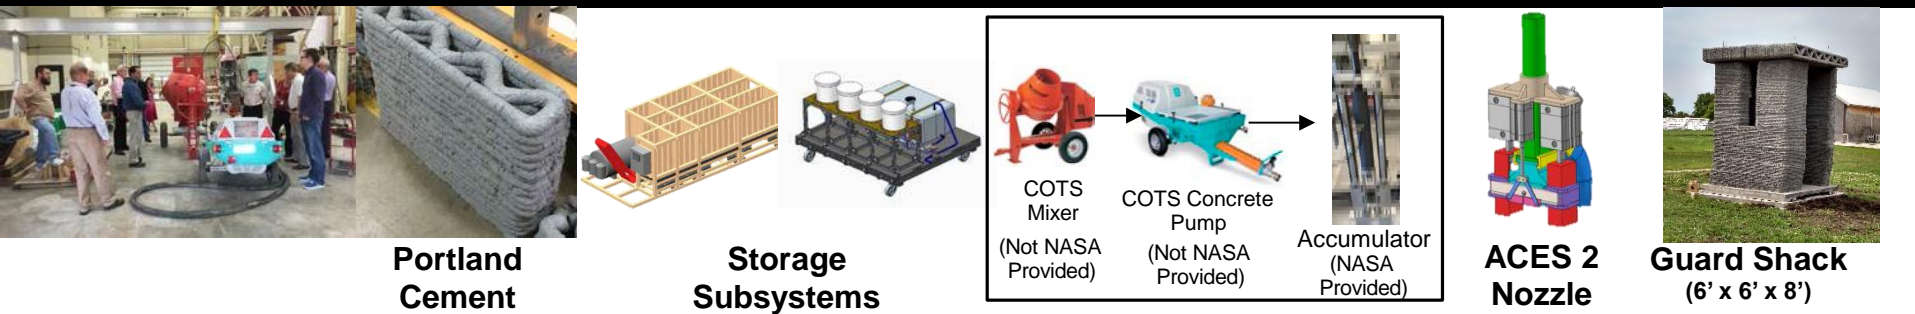 Portland
Cement
Storage
Subsystems
COTS
Mixer
(Not NASA
Provided)
COTS Concrete
Pump
(Not NASA
Provided)
Accumulator
(NASA
Provided)
ACES 2
Nozzle
Guard Shack
(6’ x 6’ x 8’)